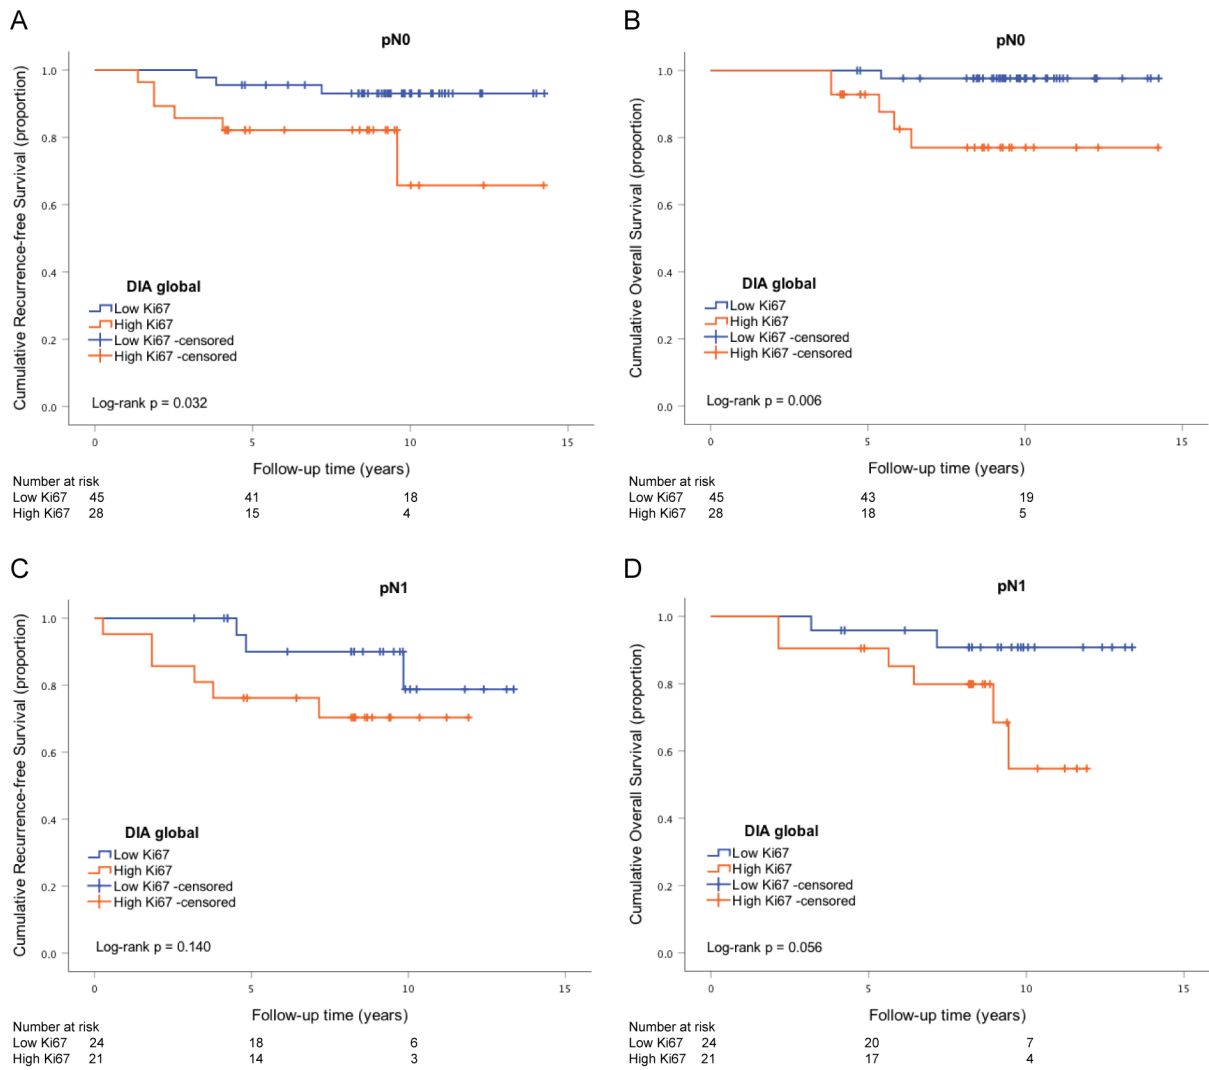 A
pN0
Cumulative Recurrence-free Survival (proportion)
1.0
0.8
0.6
0.4
0.2
0.0
DIA global
Low Ki67
High Ki67
Low Ki67 -censored
High Ki67 -censored
Log-rank p = 0.032
0 5 10 15
Follow-up time (years)
Number at risk
Low Ki67 45 41 18
High Ki67 28 15 4
B
pN0
Cumulative Overall Survival (proportion)
1.0
0.8
0.6
0.4
0.2
0.0
DIA global
Low Ki67
High Ki67
Low Ki67 -censored
High Ki67 -censored
Log-rank p = 0.006
0 5 10 15
Follow-up time (years)
Number at risk
Low Ki67 45 43 19
High Ki67 28 18 5
C
pN1
Cumulative Recurrence-free Survival (proportion)
1.0
0.8
0.6
0.4
0.2
0.0
DIA global
Low Ki67
High Ki67
Low Ki67 -censored
High Ki67 -censored
Log-rank p = 0.140
0 5 10 15
Follow-up time (years)
Number at risk
Low Ki67 24 18 6
High Ki67 21 14 3
D
pN1
Cumulative Overall Survival (proportion)
1.0
0.8
0.6
0.4
0.2
0.0
DIA global
Low Ki67
High Ki67
Low Ki67 -censored
High Ki67 -censored
Log-rank p = 0.056
0 5 10 15
Follow-up time (years)
Number at risk
Low Ki67 24 20 7
High Ki67 21 17 4